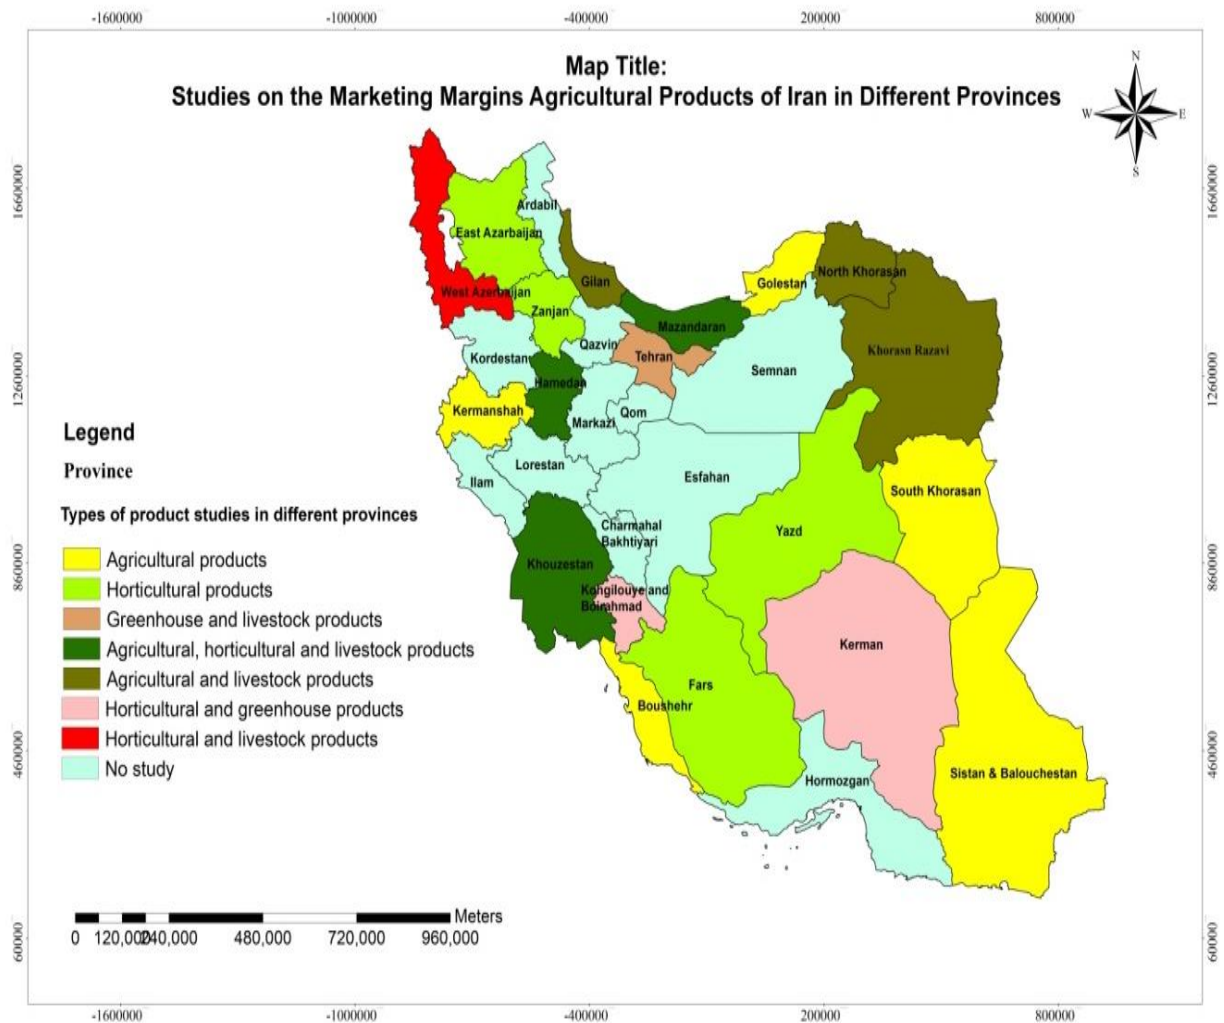 -1600000 -1000000 -400000 200000 800000
Map Title:
Studies on the Marketing Margins Agricultural Products of Iran in Different Provinces
N
W E
S
1660000 1660000
Ardabil
East Azarbaijan
North Khorasan
Gilan
Golestan
West Azerbaijan
Zanjan
Mazandaran
Qazvin
Khorasn Razavi
Tehran
Kordestan
1260000 1260000
Semnan
Hamedan
Kermanshah
Qom
Markazi
Legend
Province
Lorestan
Esfahan
Ilam
South Khorasan
Types of product studies in different provinces
Charmahal
Bakhtiyari
Yazd
860000 860000
Agricultural products
Khouzestan
Horticultural products
Kohgilouye and
Boirahmad
Greenhouse and livestock products
Agricultural, horticultural and livestock products
Kerman
Agricultural and livestock products
Fars
Horticultural and greenhouse products
Boushehr
Horticultural and livestock products
460000 460000
No study
Sistan & Balouchestan
Hormozgan
Meters
0 120,000 240,000 480,000 720,000 960,000
60000 60000
-1600000 -1000000 -400000 200000 800000